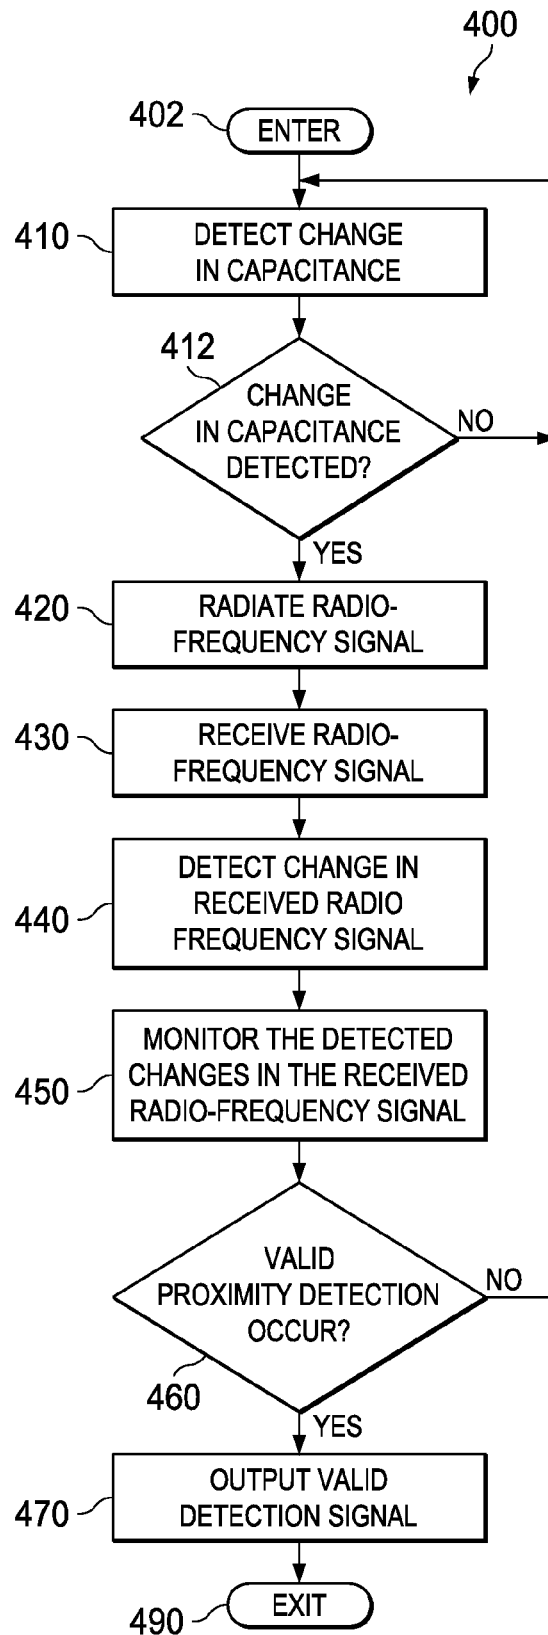 400
402
ENTER
410
DETECT CHANGE
IN CAPACITANCE
412
CHANGE
IN CAPACITANCE
DETECTED?
NO
YES
420
RADIATE RADIO-
FREQUENCY SIGNAL
430
RECEIVE RADIO-
FREQUENCY SIGNAL
440
DETECT CHANGE IN
RECEIVED RADIO
FREQUENCY SIGNAL
450
MONITOR THE DETECTED
CHANGES IN THE RECEIVED
RADIO-FREQUENCY SIGNAL
VALID
PROXIMITY DETECTION
OCCUR?
NO
460
YES
470
OUTPUT VALID
DETECTION SIGNAL
490
EXIT